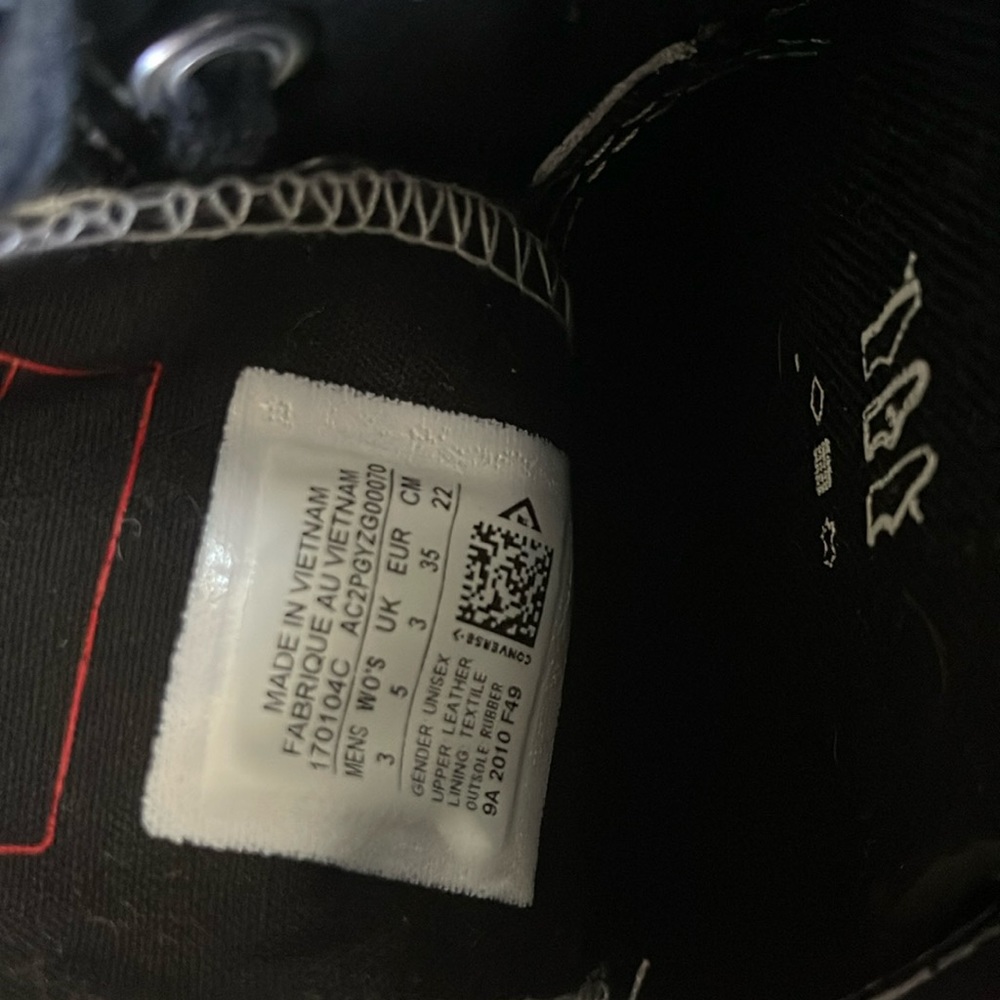 MADE IN VIETNAM
FABRIQUE AU VIETNAM
170104C AC2PGYZG00070
MENS WO'S UK EUR CM
3 5 3 35 22
GENDER UNISEX
UPPER LEATHER
LINING TEXTILE
OUTSOLE RUBBER
9A 2010 F49
CONVERSE